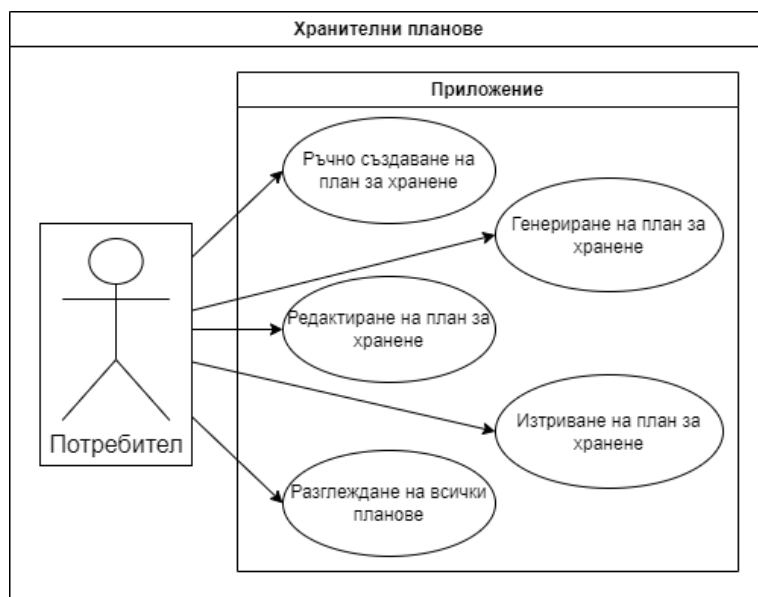 Хранителни планове
Приложение
Ръчно създаване на
план за хранене
Генериране на план за
хранене
Редактиране на план за
хранене
Изтриване на план за
хранене
Потребител
Разглеждане на всички
планове